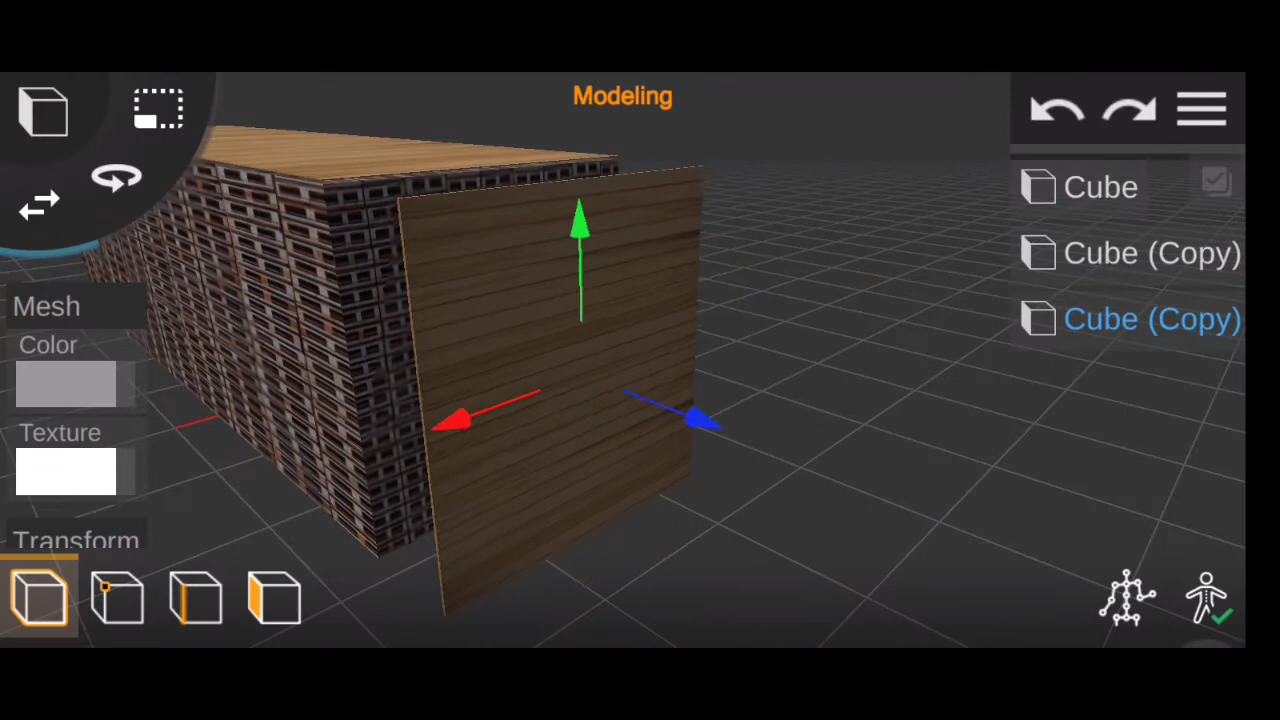 Modeling
Cube
Cube (Copy)
Cube (Copy)
Mesh
Color
Texture
Transform